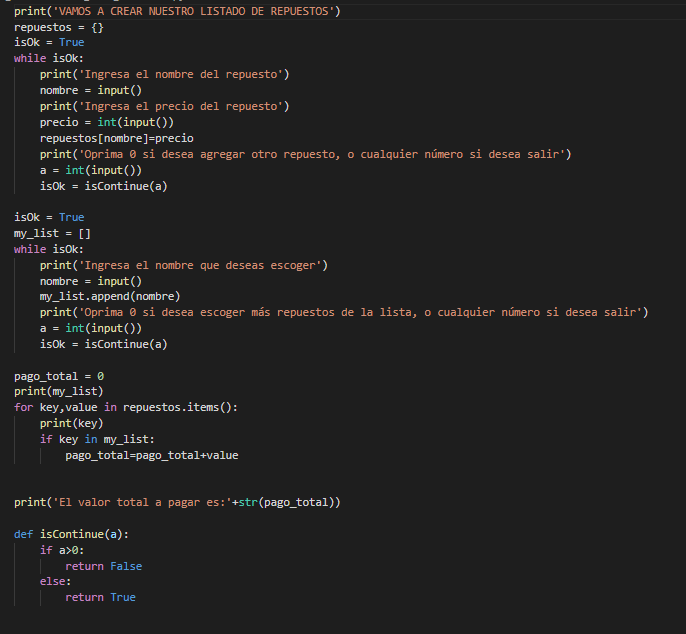 print('VAMOS A CREAR NUESTRO LISTADO DE REPUESTOS')
repuestos = {}
isOk = True
while isOk:
    print('Ingresa el nombre del repuesto')
    nombre = input()
    print('Ingresa el precio del repuesto')
    precio = int(input())
    repuestos[nombre]=precio
    print('Oprima 0 si desea agregar otro repuesto, o cualquier número si desea salir')
    a = int(input())
    isOk = isContinue(a)

isOk = True
my_list = []
while isOk:
    print('Ingresa el nombre que deseas escoger')
    nombre = input()
    my_list.append(nombre)
    print('Oprima 0 si desea escoger más repuestos de la lista, o cualquier número si desea salir')
    a = int(input())
    isOk = isContinue(a)

pago_total = 0
print(my_list)
for key,value in repuestos.items():
    print(key)
    if key in my_list:
        pago_total=pago_total+value


print('El valor total a pagar es:'+str(pago_total))

def isContinue(a):
    if a>0:
        return False
    else:
        return True